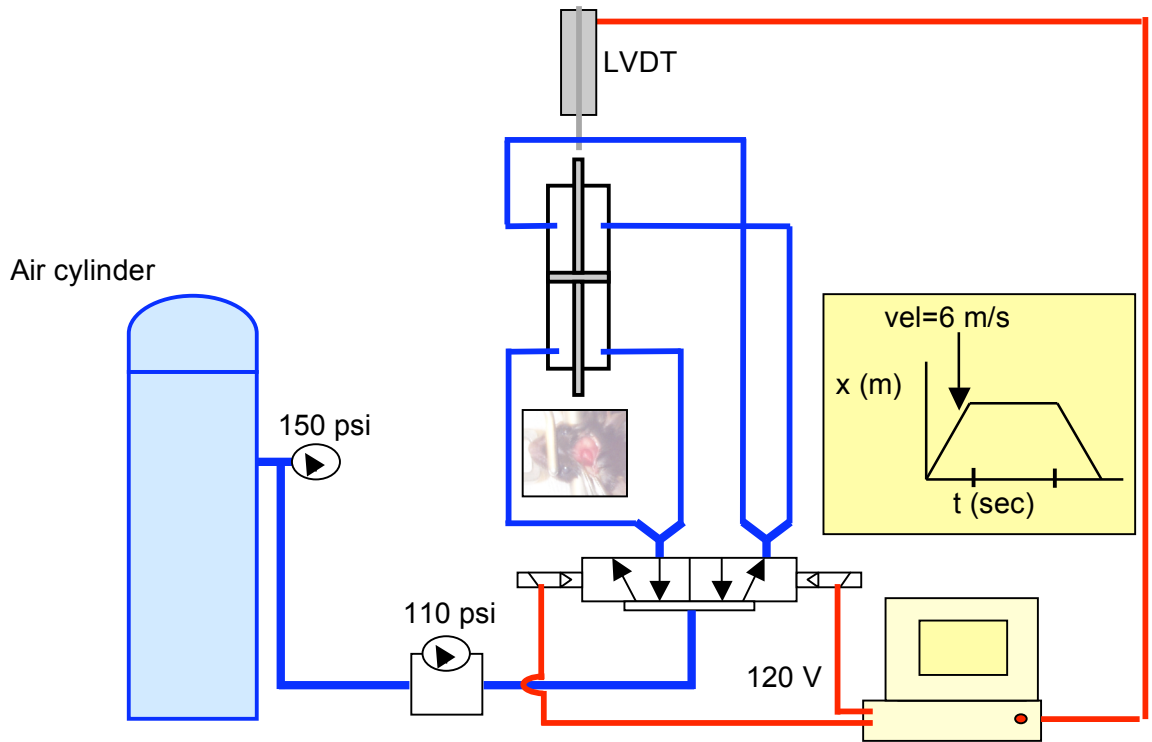 LVDT
Air cylinder
vel=6 m/s
x (m)
150 psi
t (sec)
110 psi
120 V